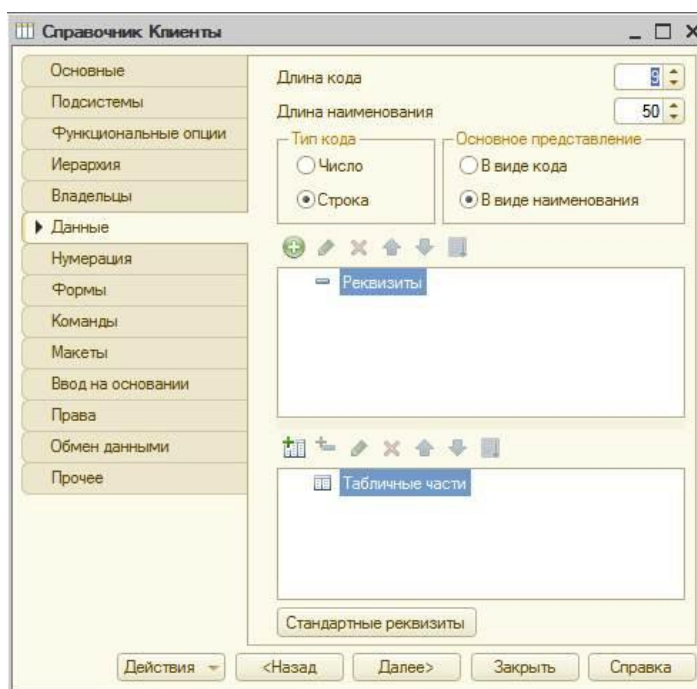 Справочник Клиенты
Основные
Подсистемы
Функциональные опции
Иерархия
Владельцы
Данные
Нумерация
Формы
Команды
Макеты
Ввод на основании
Права
Обмен данными
Прочее
Длина кода 9
Длина наименования 50
Тип кода
Число
Строка
Основное представление
В виде кода
В виде наименования
Реквизиты
Табличные части
Стандартные реквизиты
Действия <Назад Далее> Закрыть Справка